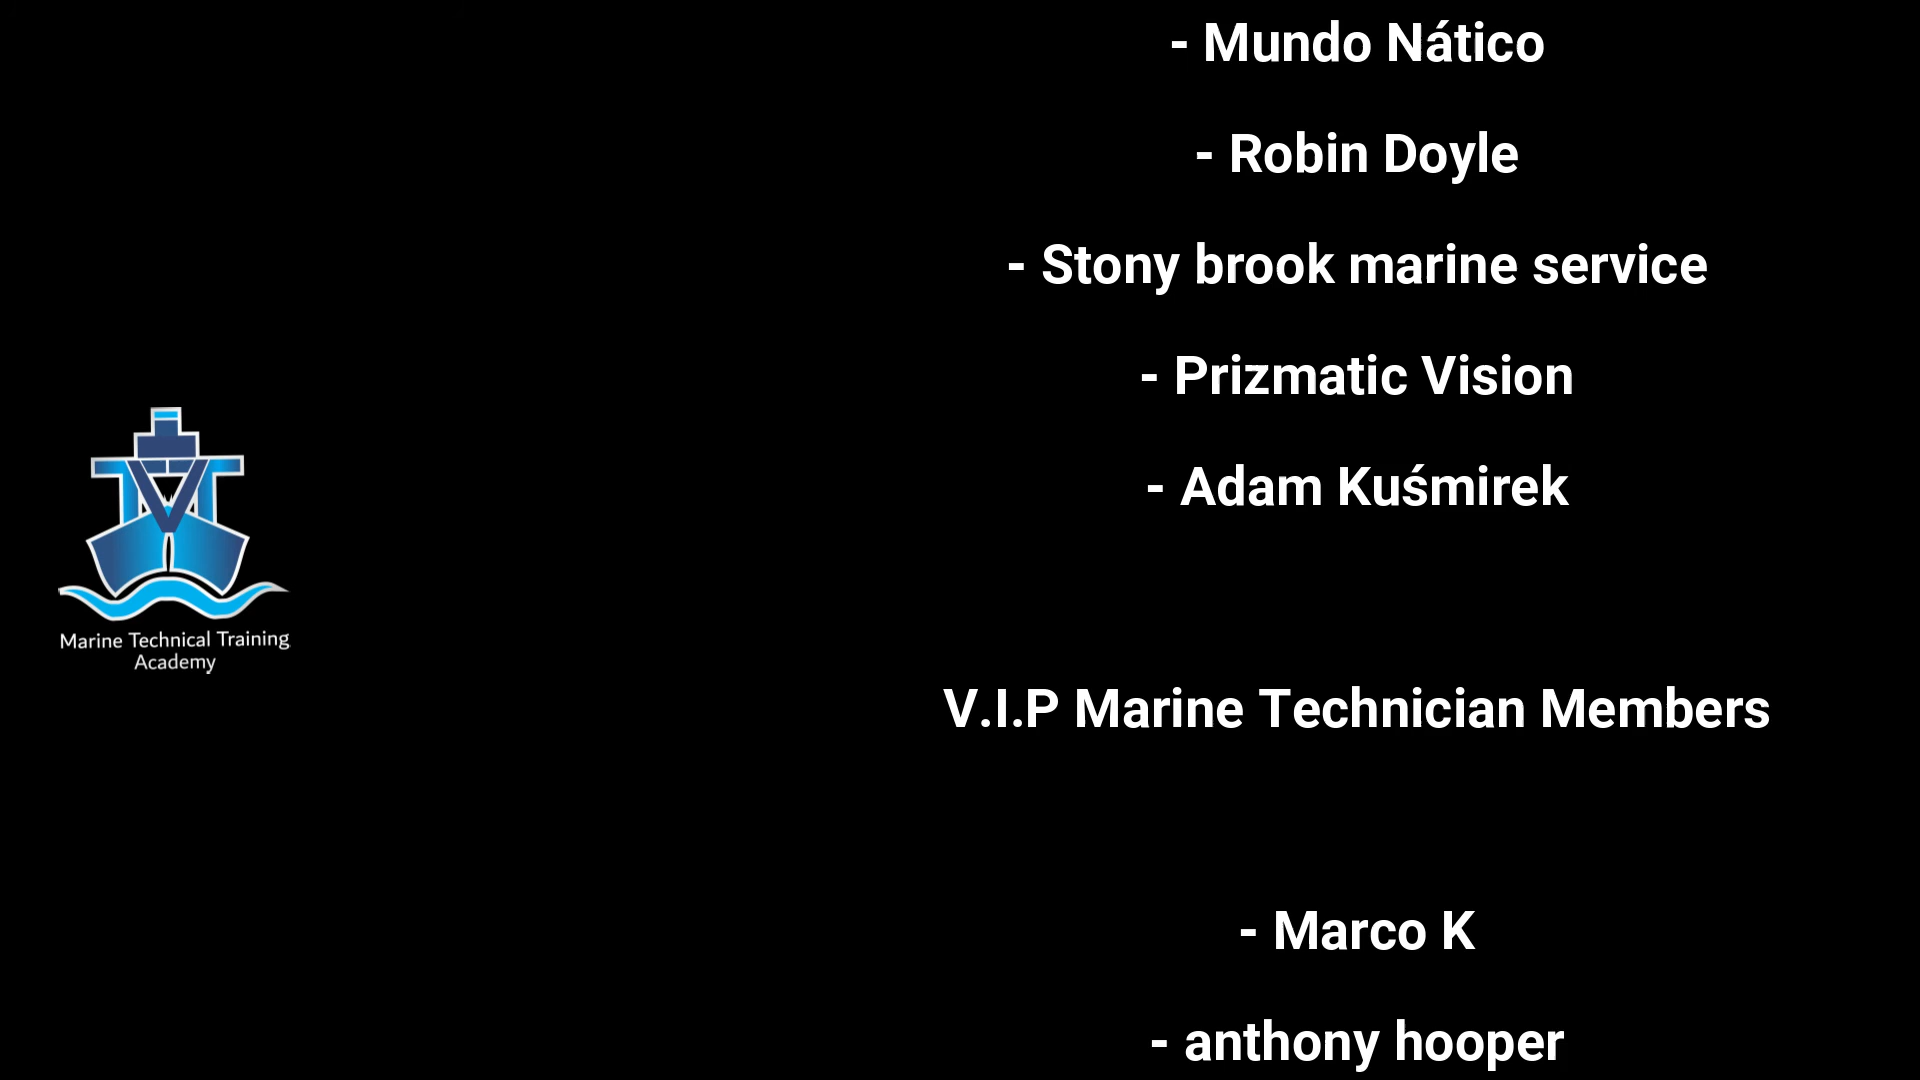 - Mundo Nático
- Robin Doyle
- Stony brook marine service
- Prizmatic Vision
- Adam Kuśmirek
Marine Technical Training
Academy
V.I.P Marine Technician Members
- Marco K
- anthony hooper